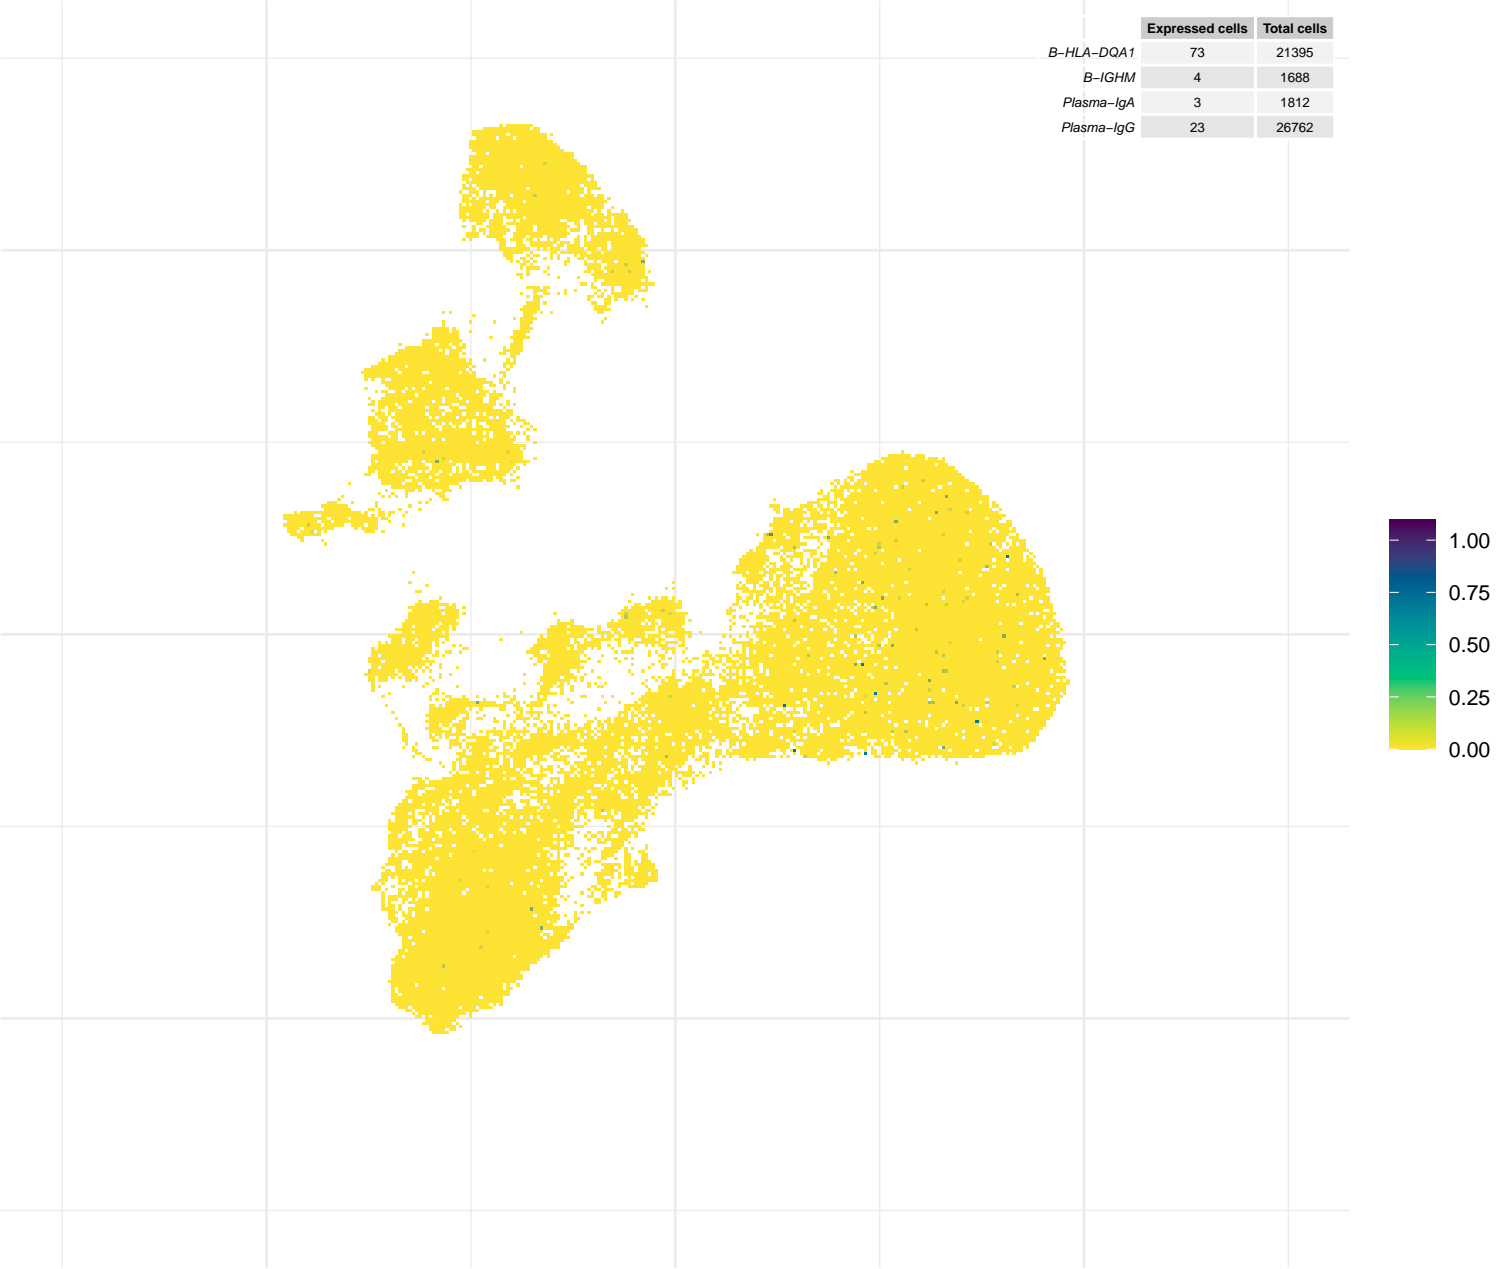 Expressed cells Total cells
B−HLA−DQA1 73 21395
B−IGHM 4 1688
Plasma−IgA 3 1812
Plasma−IgG 23 26762
1.00
0.75
0.50
0.25
0.00